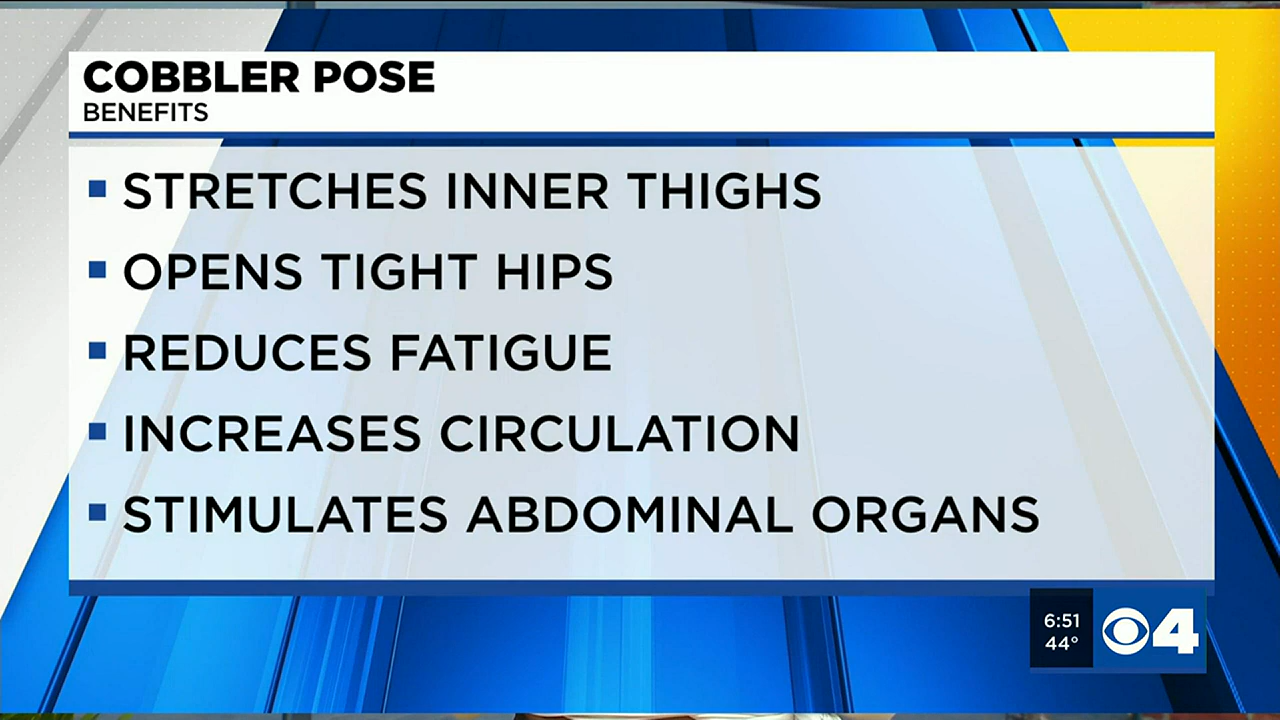 COBBLER POSE
BENEFITS
STRETCHES INNER THIGHS
OPENS TIGHT HIPS
REDUCES FATIGUE
INCREASES CIRCULATION
STIMULATES ABDOMINAL ORGANS
6:51
44°
4